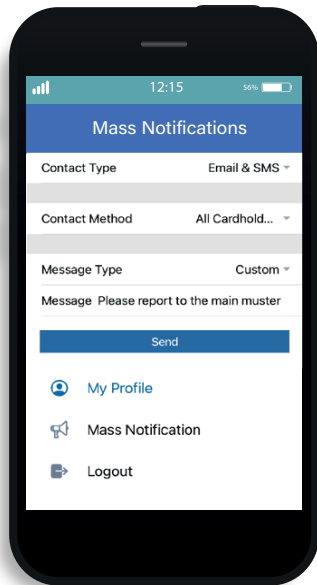 12:15 56%
Mass Notifications
Contact Type Email & SMS
Contact Method All Cardhold...
Message Type Custom
Message Please report to the main muster
Send
My Profile
Mass Notification
Logout